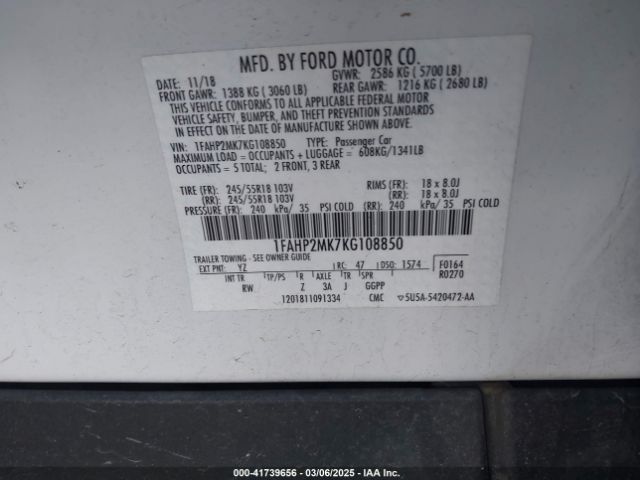 MFD. BY FORD MOTOR CO.
DATE: 11/18 GVWR: 2586 KG ( 5700 LB)
FRONT GAWR: 1388 KG ( 3060 LB) REAR GAWR: 1216 KG ( 2680 LB)
THIS VEHICLE CONFORMS TO ALL APPLICABLE FEDERAL MOTOR
VEHICLE SAFETY, BUMPER, AND THEFT PREVENTION STANDARDS
IN EFFECT ON THE DATE OF MANUFACTURE SHOWN ABOVE.
VIN: 1FAHP2MK7KG108850 TYPE: Passenger Car
MAXIMUM LOAD = OCCUPANTS + LUGGAGE = 608KG/1341LB
OCCUPANTS = 5 TOTAL; 2 FRONT, 3 REAR
TIRE (FR): 245/55R18 103V RIMS (FR): 18 x 8.0J
(RR): 245/55R18 103V (RR): 18 x 8.0J
PRESSURE (FR): 240 kPa/ 35 PSI COLD (RR): 240 kPa/ 35 PSI COLD
1FAHP2MK7KG108850
TRAILER TOWING - SEE OWNER GUIDE
EXT PNT: YZ RC: 47 DSO: 1574 F0164
INT TR TP/PS R AXLE TR SPR R0270
RW Z 3A J GGPP
1201811091334 CMC 5U5A-5420472-AA
00-41739656 — 03/06/2025 — IAA Inc.